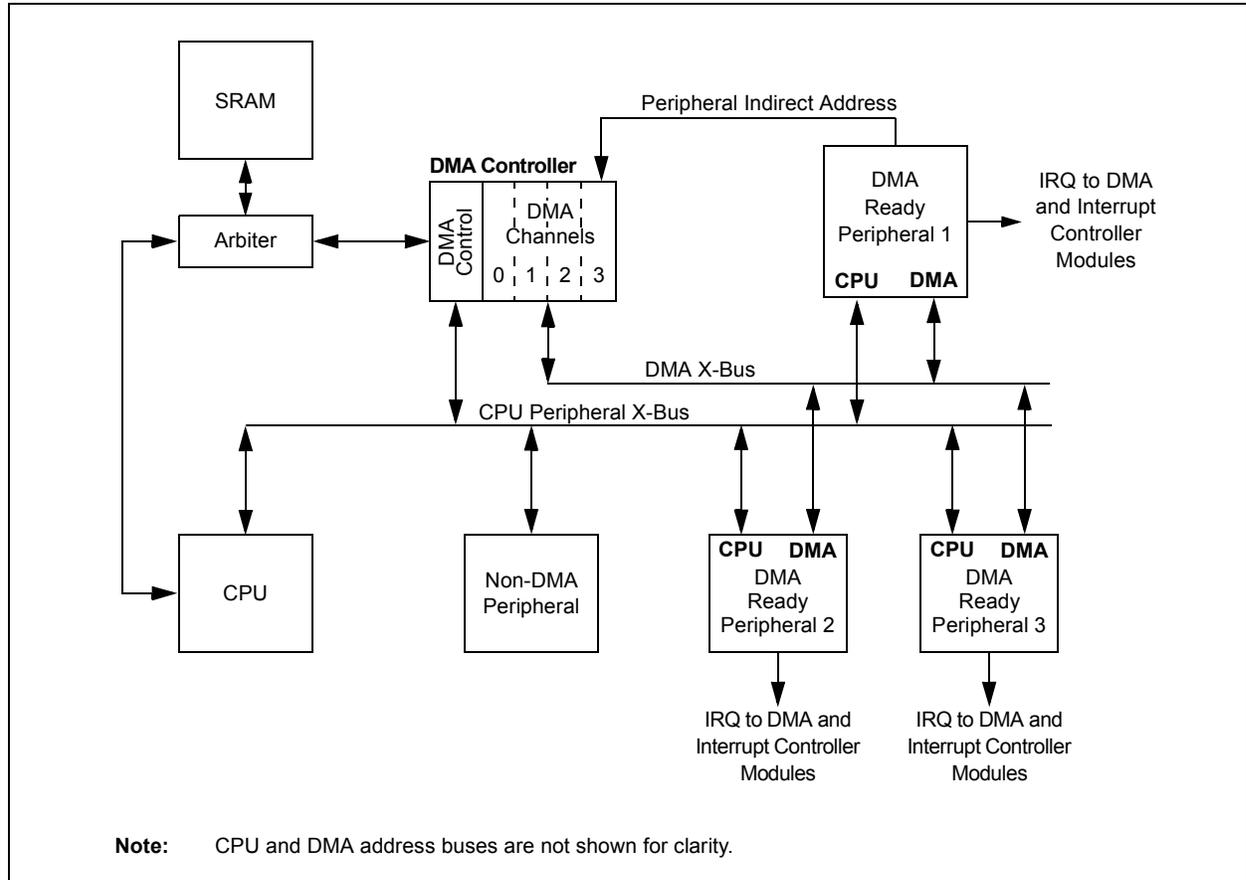 SRAM
Peripheral Indirect Address
DMA Controller
DMA
Ready
Peripheral 1
CPU DMA
IRQ to DMA
and Interrupt
Controller
Modules
Arbiter
DMA
Control
DMA
Channels
0 1 2 3
DMA X-Bus
CPU Peripheral X-Bus
CPU
Non-DMA
Peripheral
CPU DMA
DMA
Ready
Peripheral 2
CPU DMA
DMA
Ready
Peripheral 3
IRQ to DMA and
Interrupt Controller
Modules
IRQ to DMA and
Interrupt Controller
Modules
Note: CPU and DMA address buses are not shown for clarity.